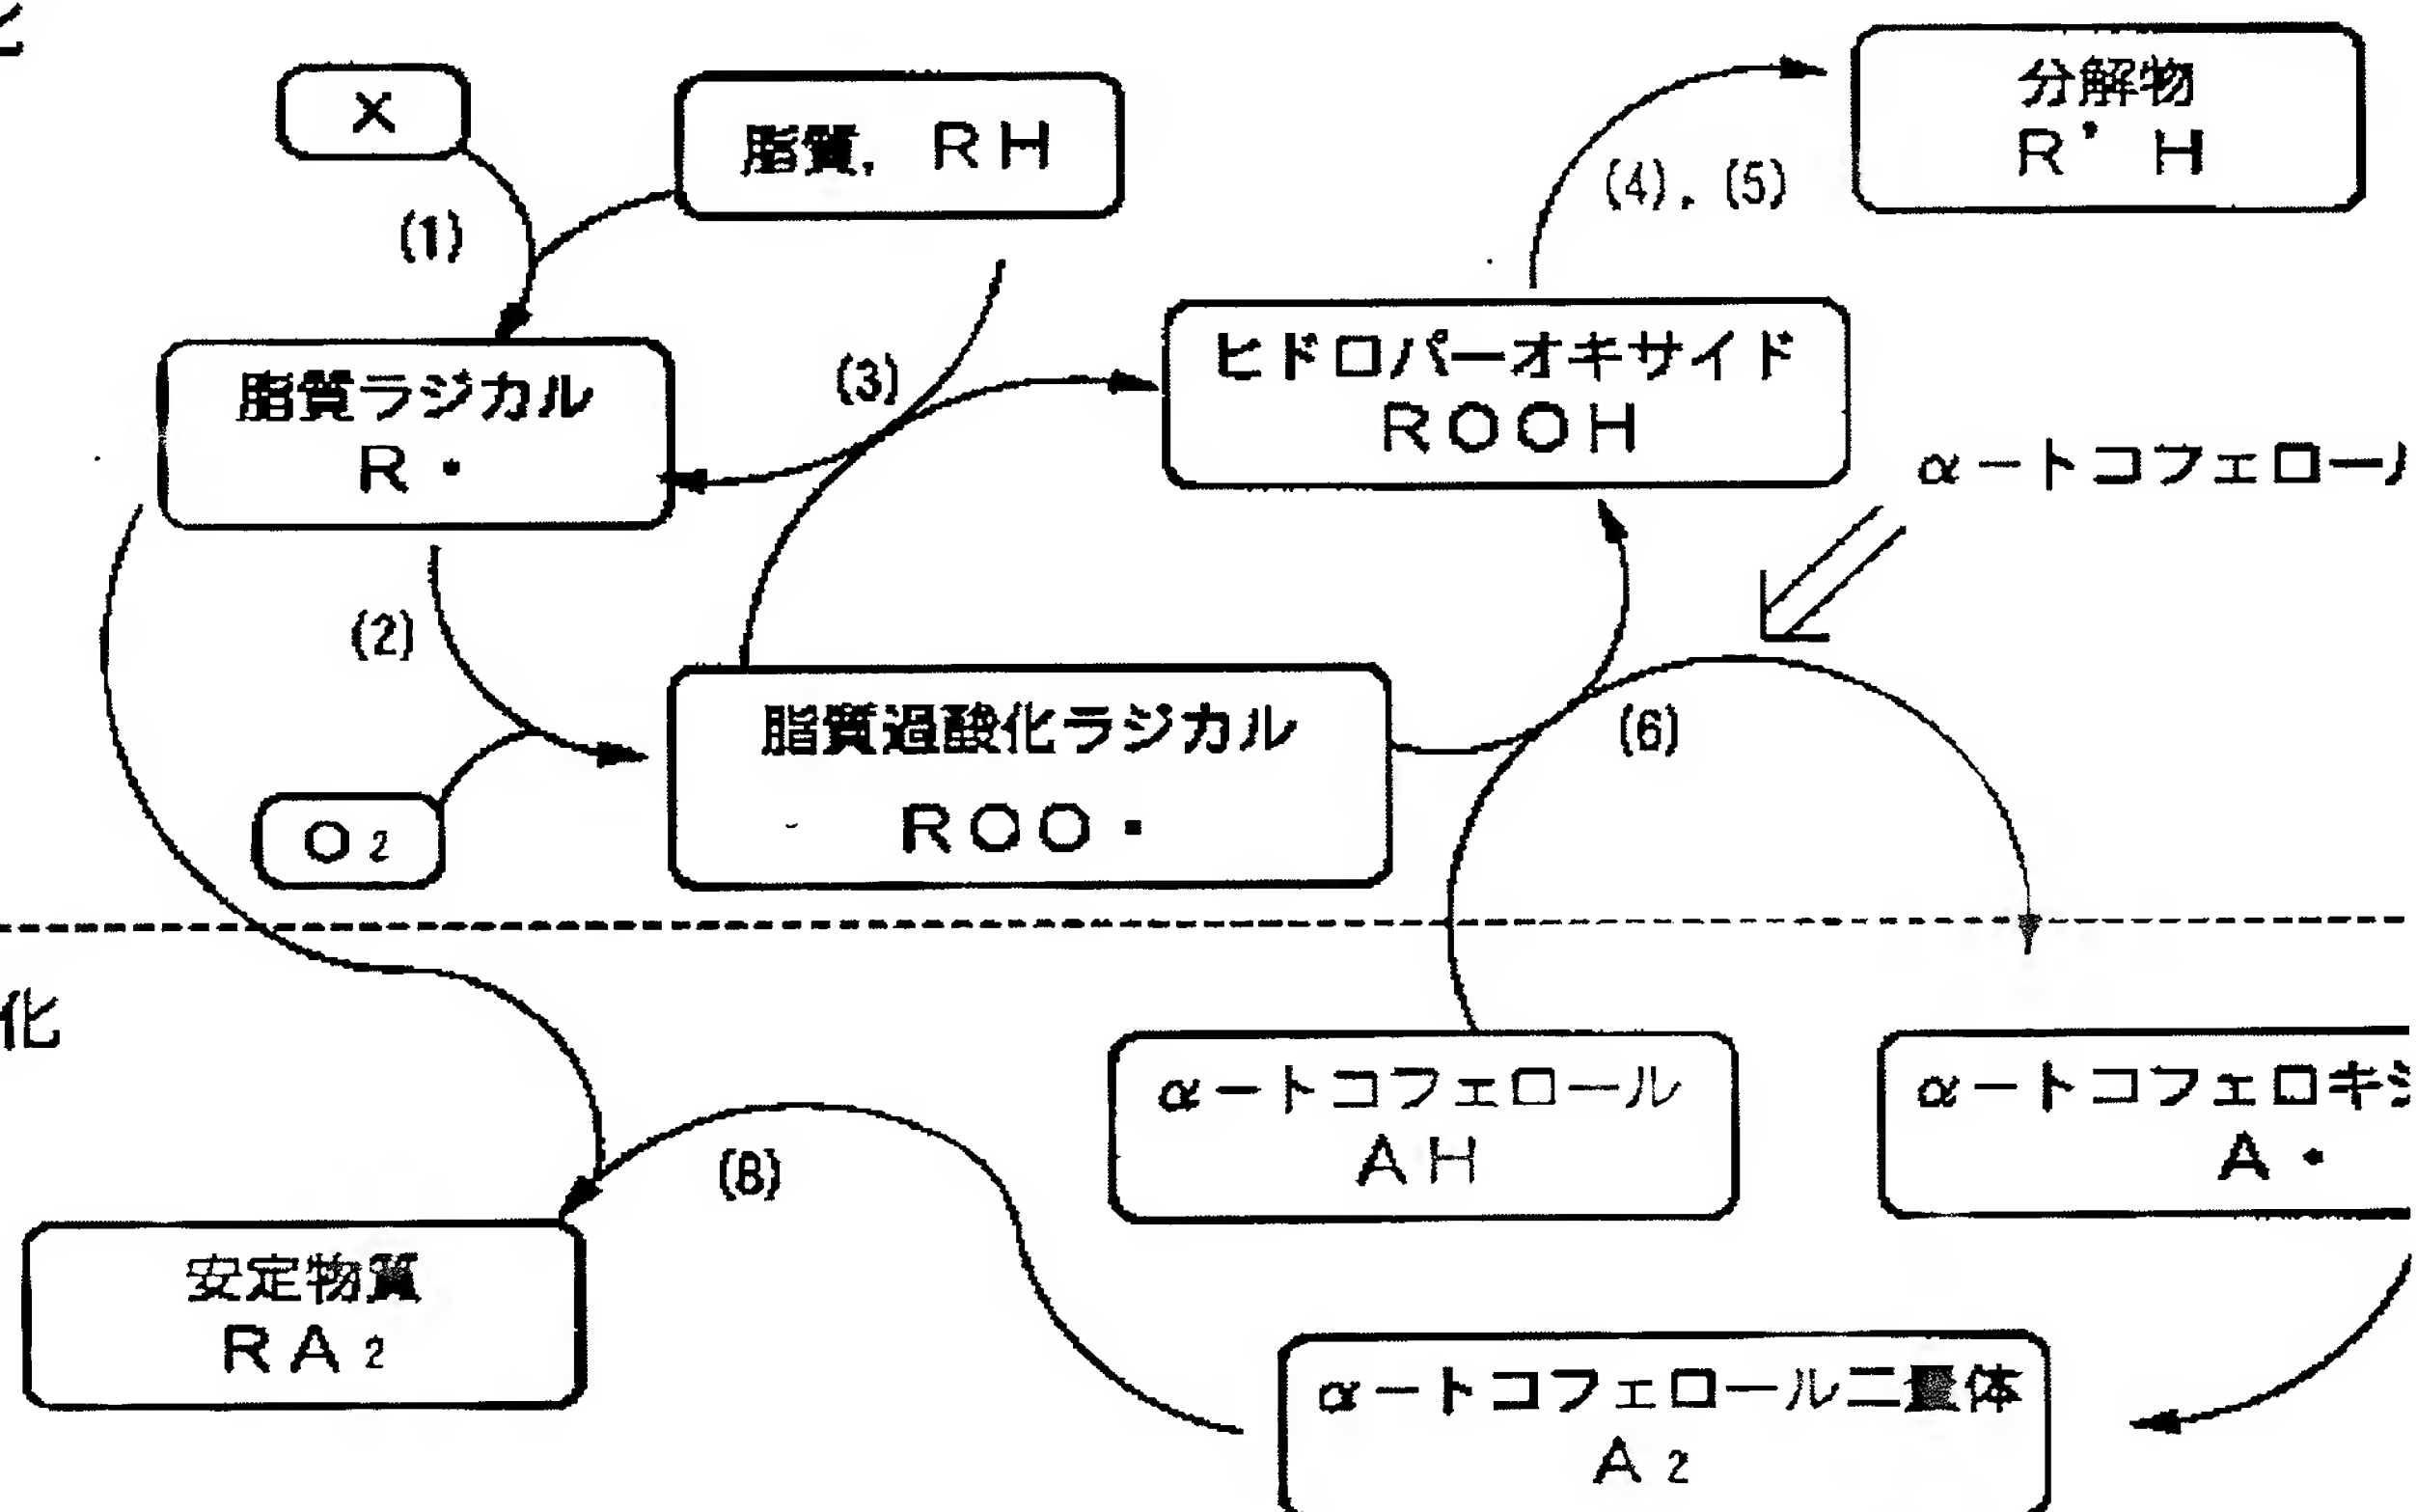 X
脂質, RH
分解物
R'H
(1)
(4), (5)
(3)
脂質ラジカル
R・
ヒドロパーオキサイド
ROOH
α-トコフェロール
(2)
脂質過酸化ラジカル
ROO・
(6)
O2
化
α-トコフェロール
AH
α-トコフェロキシ
A・
(8)
安定物質
RA2
α-トコフェロール二量体
A2